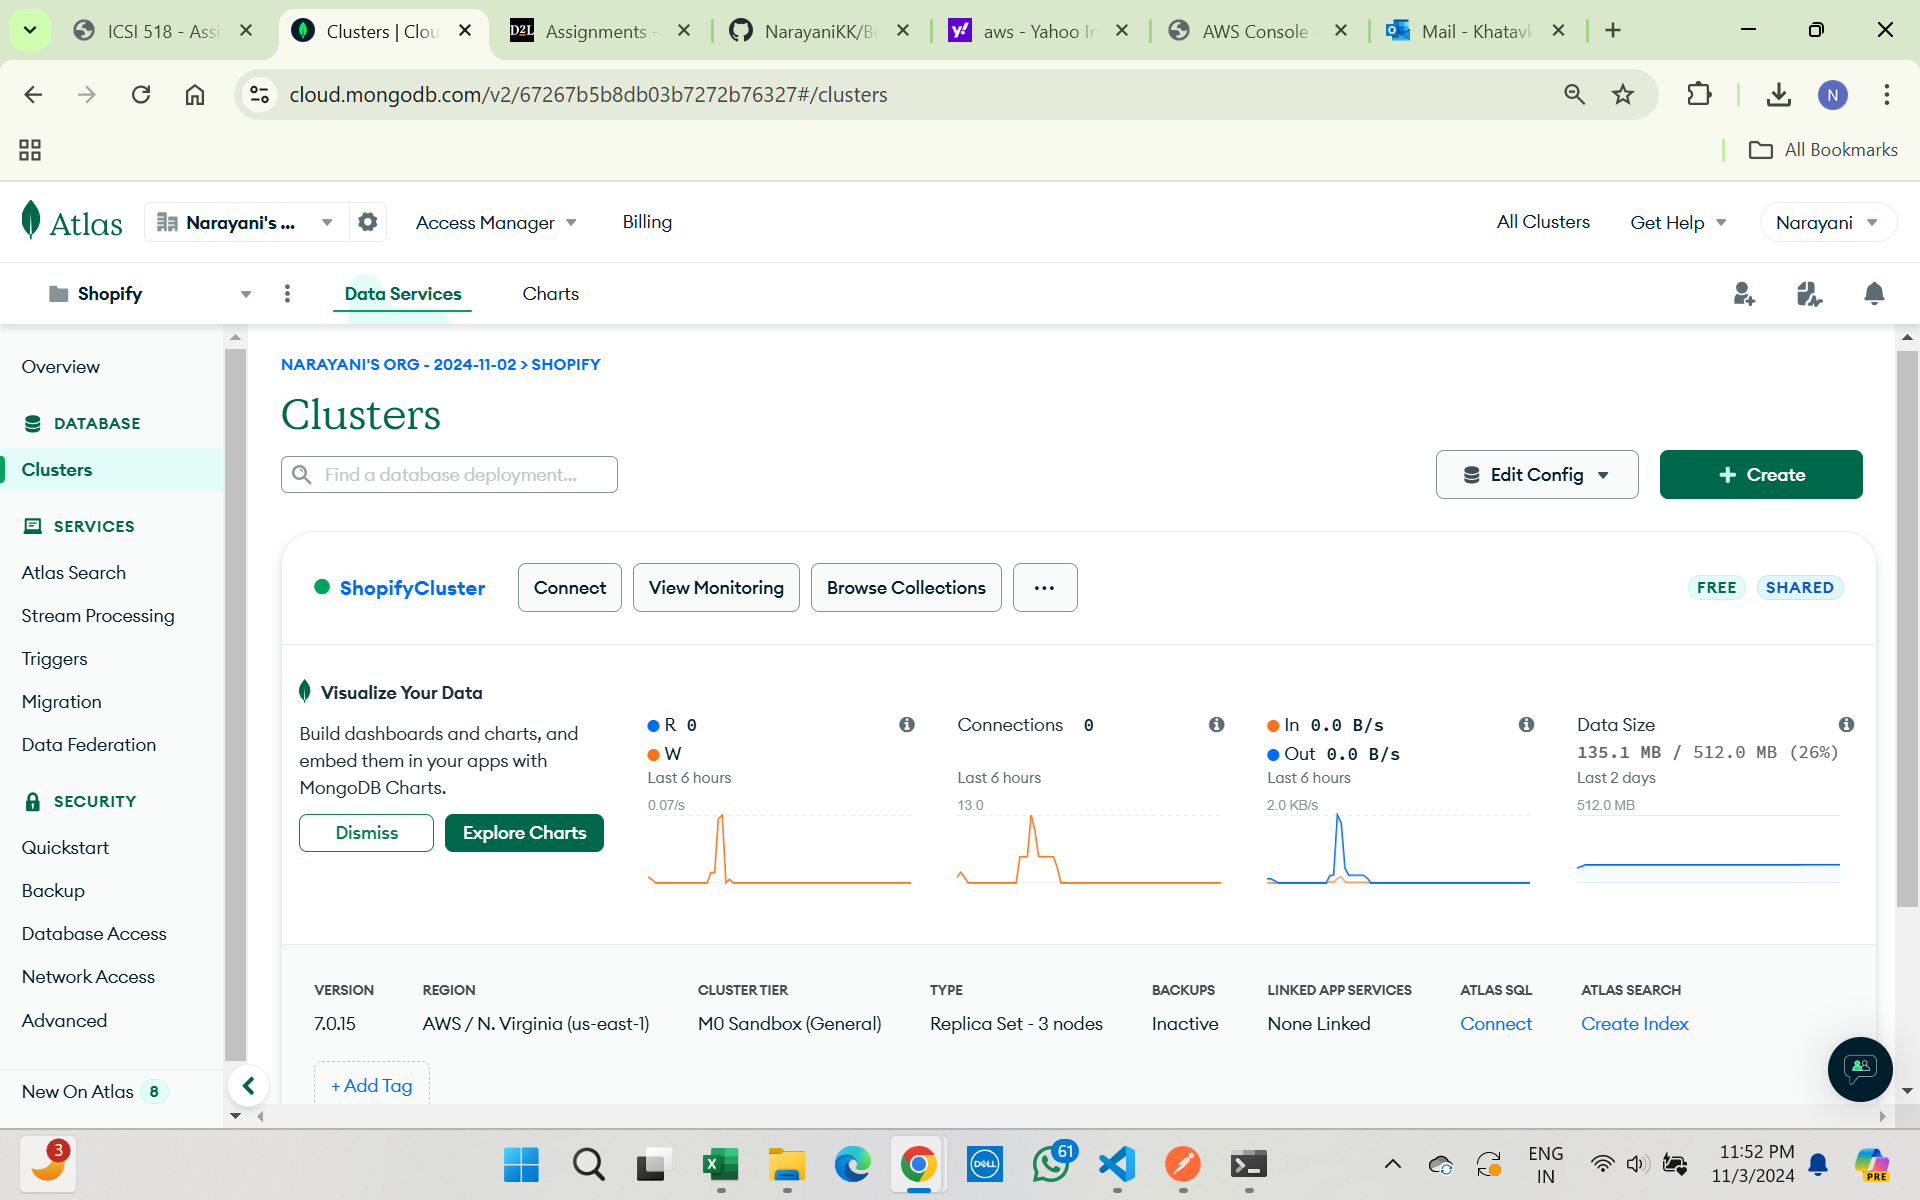 ICSI 518 - Assi
Clusters | Clou
D2L
Assignments -
NarayaniKK/Be
aws - Yahoo In
AWS Console
Mail - Khatavk
cloud.mongodb.com/v2/67267b5b8db03b7272b76327#/clusters
N
All Bookmarks
Atlas
Narayani's ...
Access Manager
Billing
All Clusters
Get Help
Narayani
Shopify
Data Services
Charts
Overview
DATABASE
Clusters
SERVICES
Atlas Search
Stream Processing
Triggers
Migration
Data Federation
SECURITY
Quickstart
Backup
Database Access
Network Access
Advanced
New On Atlas 8
NARAYANI'S ORG - 2024-11-02 > SHOPIFY
Clusters
Find a database deployment...
Edit Config
+ Create
ShopifyCluster
Connect
View Monitoring
Browse Collections
...
FREE
SHARED
Visualize Your Data
Build dashboards and charts, and
embed them in your apps with
MongoDB Charts.
Dismiss
Explore Charts
R 0
W
Last 6 hours
0.07/s
Connections 0
Last 6 hours
13.0
In 0.0 B/s
Out 0.0 B/s
Last 6 hours
2.0 KB/s
Data Size
135.1 MB / 512.0 MB (26%)
Last 2 days
512.0 MB
VERSION
7.0.15
REGION
AWS / N. Virginia (us-east-1)
CLUSTER TIER
M0 Sandbox (General)
TYPE
Replica Set - 3 nodes
BACKUPS
Inactive
LINKED APP SERVICES
None Linked
ATLAS SQL
Connect
ATLAS SEARCH
Create Index
+ Add Tag
3
DELL
61
ENG
IN
11:52 PM
11/3/2024
PRE